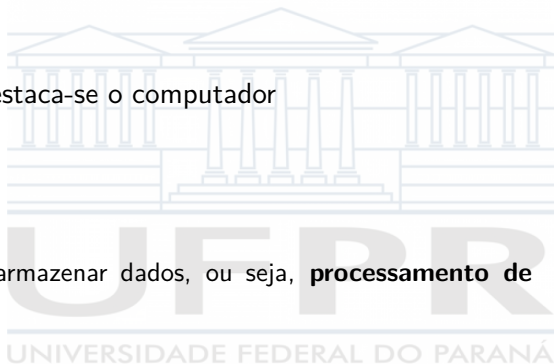 estaca-se o computador
armazenar dados, ou seja, processamento de
UFPR
UNIVERSIDADE FEDERAL DO PARANÁ